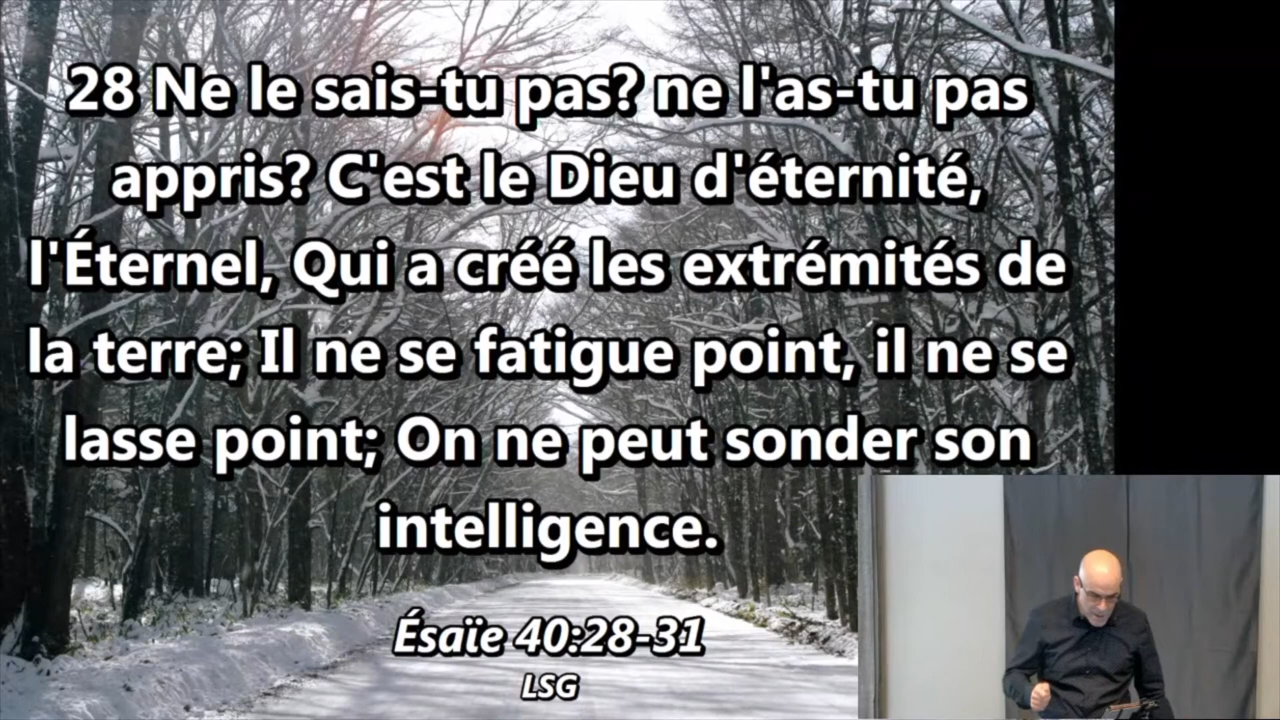 28 Ne le sais-tu pas? ne l'as-tu pas
appris? C'est le Dieu d'éternité,
l'Éternel, Qui a créé les extrémités de
la terre; Il ne se fatigue point, il ne se
lasse point; On ne peut sonder son
intelligence.
Ésaïe 40:28-31
LSG